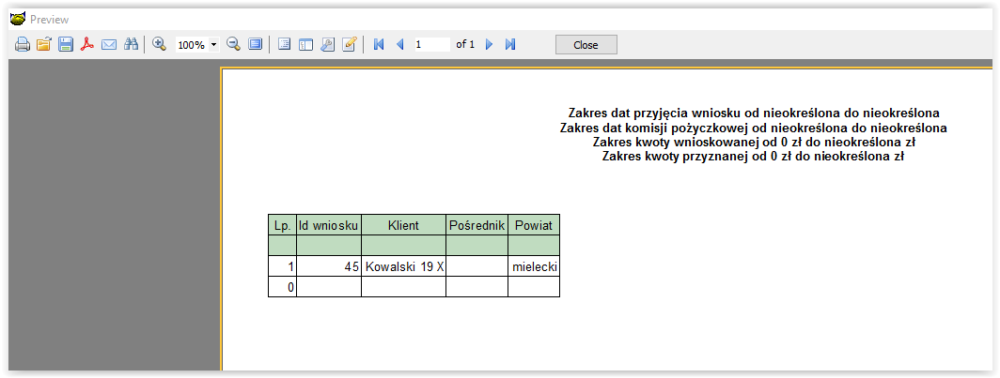 Preview
100% 1 of 1 Close
Zakres dat przyjęcia wniosku od nieokreślona do nieokreślona
Zakres dat komisji pożyczkowej od nieokreślona do nieokreślona
Zakres kwoty wnioskowanej od 0 zł do nieokreślona zł
Zakres kwoty przyznanej od 0 zł do nieokreślona zł
Lp. Id wniosku Klient Pośrednik Powiat
1 45 Kowalski 19 X mielecki
0